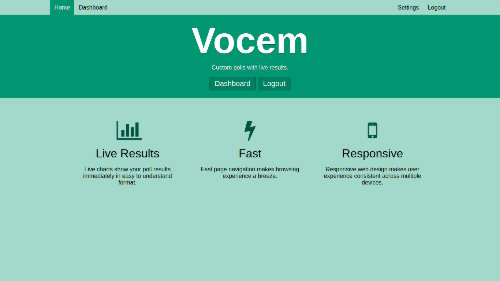 Home Dashboard Settings Logout
Vocem
Custom polls with live results.
Dashboard Logout
Live Results
Live charts show your poll results
immediately in easy to understand
format.
Fast
Fast page navigation makes browsing
experience a breeze.
Responsive
Responsive web design makes user
experience consistent across multiple
devices.